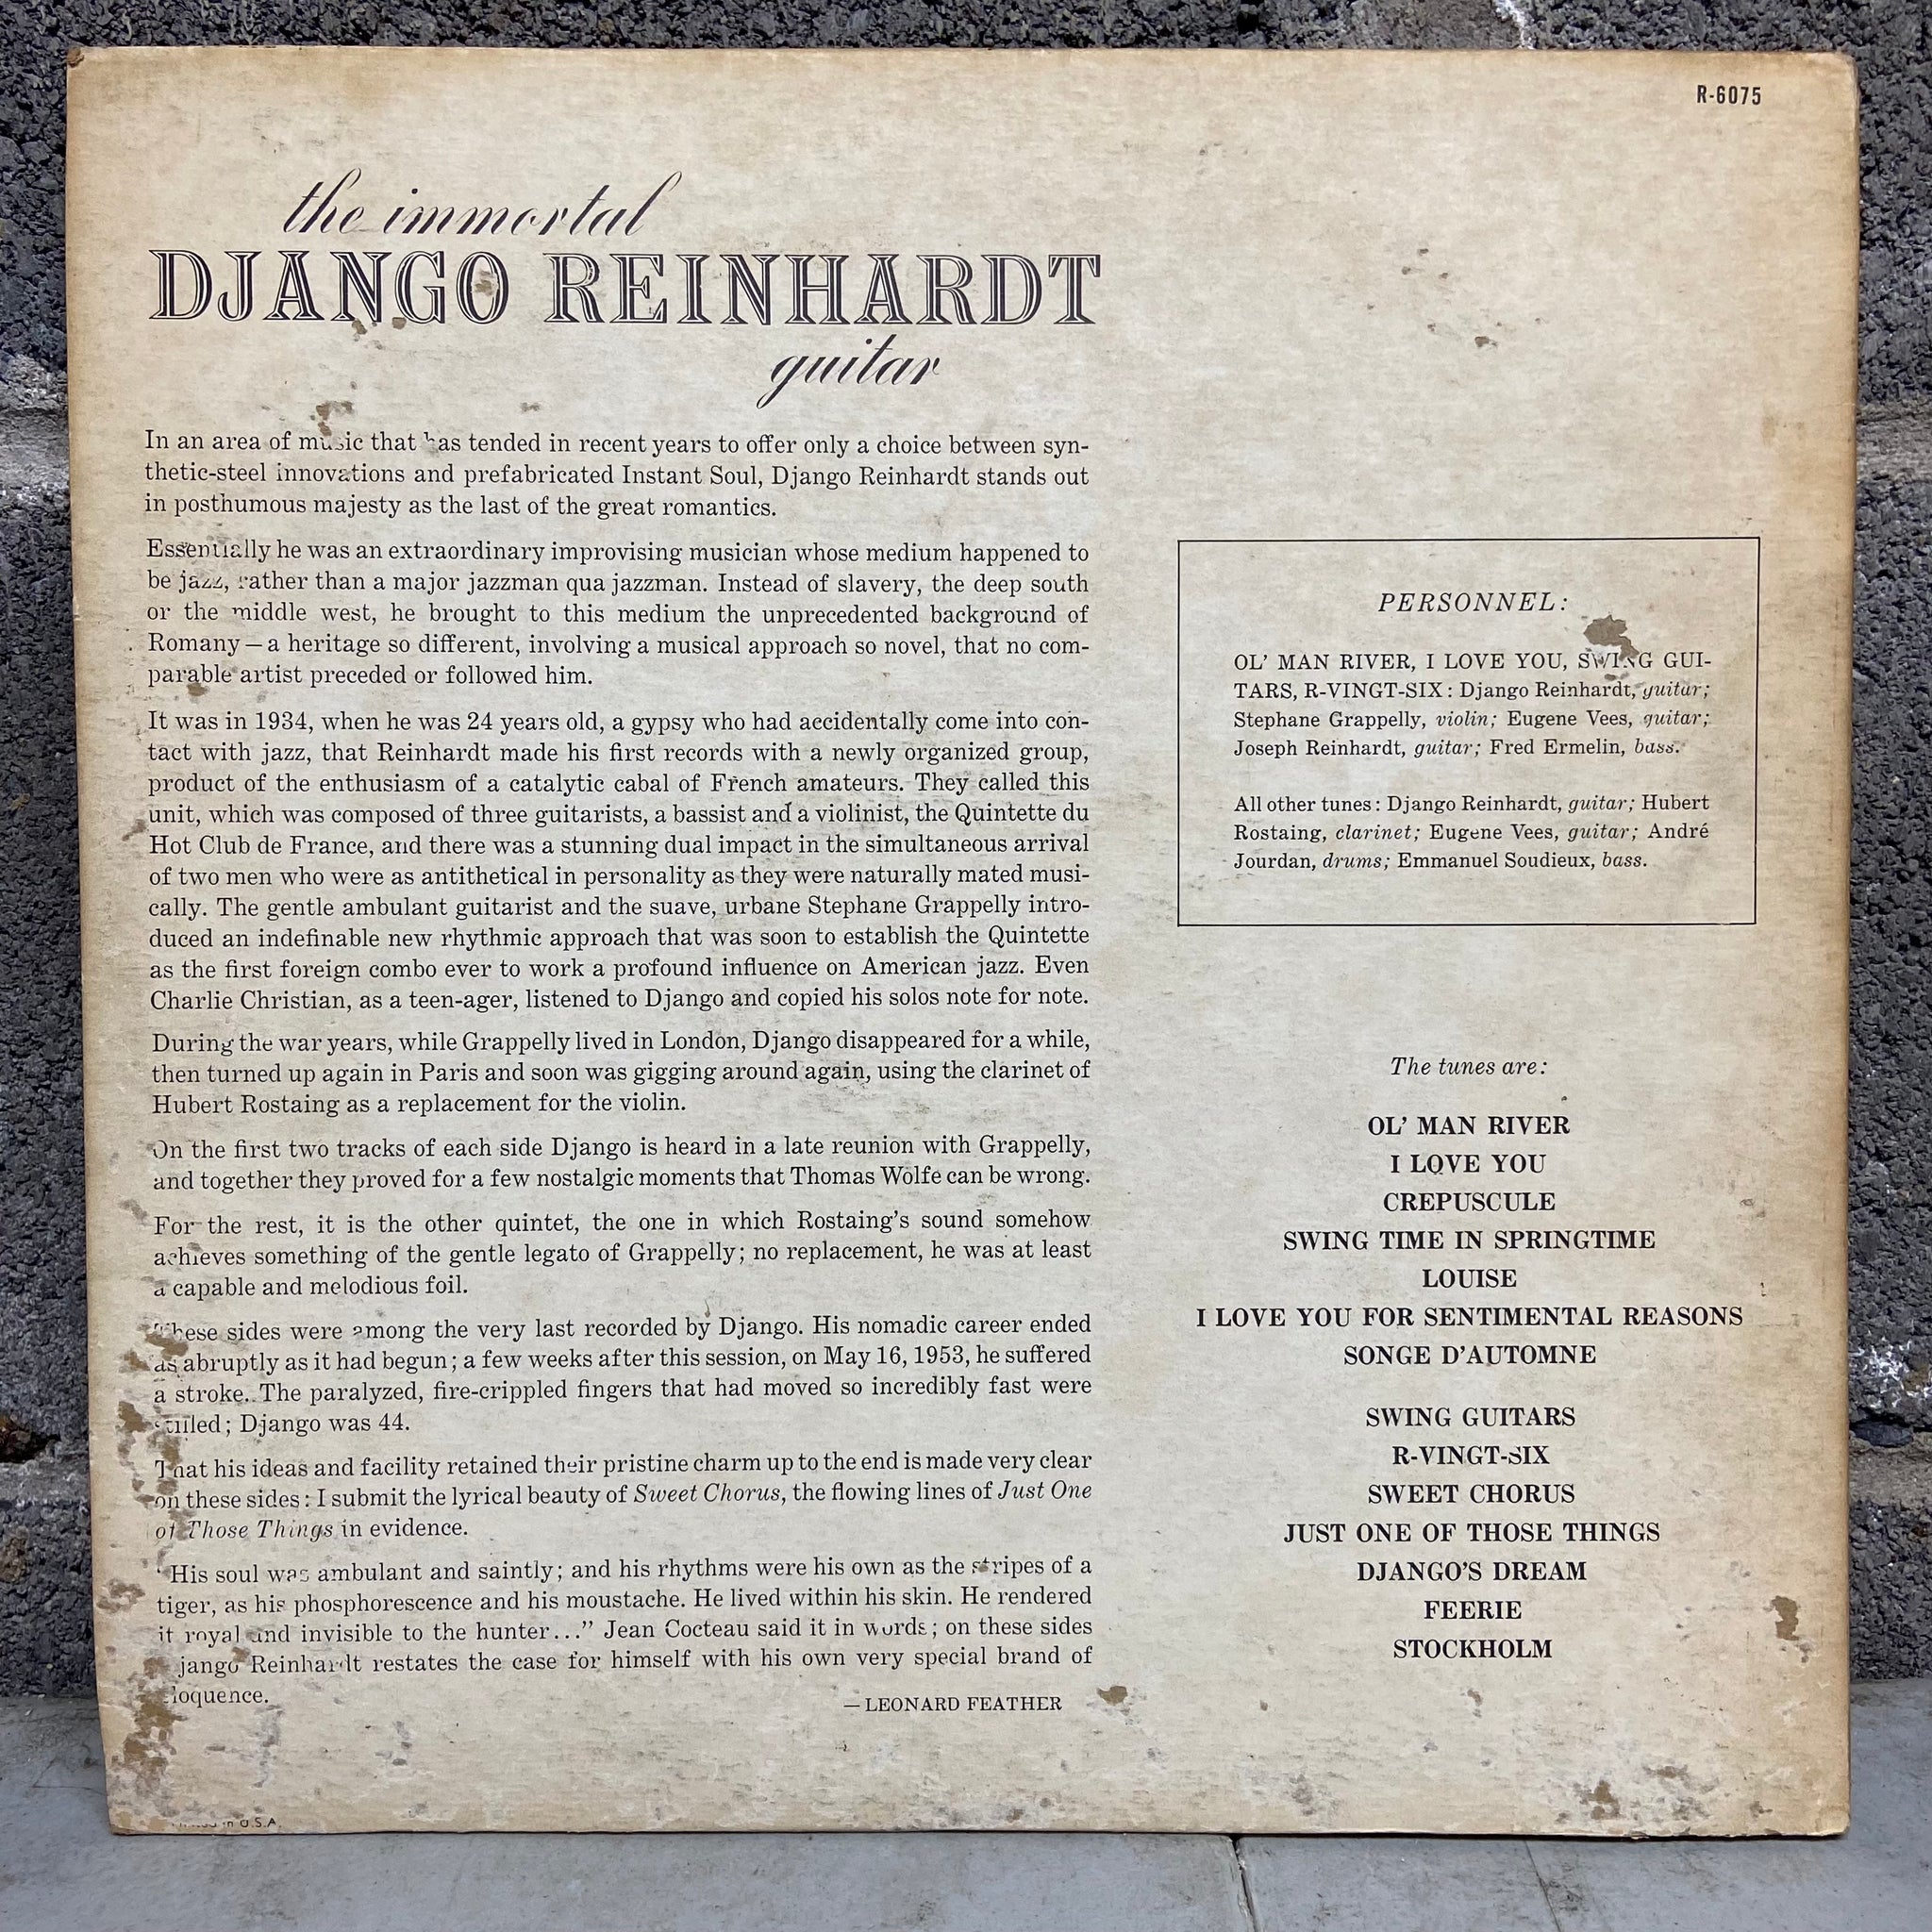 R-6075
the immortal
DJANGO REINHARDT
guitar
In an area of music that has tended in recent years to offer only a choice between syn-
thetic-steel innovations and prefabricated Instant Soul, Django Reinhardt stands out
in posthumous majesty as the last of the great romantics.
Essentially he was an extraordinary improvising musician whose medium happened to
be jazz, rather than a major jazzman qua jazzman. Instead of slavery, the deep south
or the middle west, he brought to this medium the unprecedented background of
Romany — a heritage so different, involving a musical approach so novel, that no com-
parable artist preceded or followed him.
It was in 1934, when he was 24 years old, a gypsy who had accidentally come into con-
tact with jazz, that Reinhardt made his first records with a newly organized group,
product of the enthusiasm of a catalytic cabal of French amateurs. They called this
unit, which was composed of three guitarists, a bassist and a violinist, the Quintette du
Hot Club de France, and there was a stunning dual impact in the simultaneous arrival
of two men who were as antithetical in personality as they were naturally mated musi-
cally. The gentle ambulant guitarist and the suave, urbane Stephane Grappelly intro-
duced an indefinable new rhythmic approach that was soon to establish the Quintette
as the first foreign combo ever to work a profound influence on American jazz. Even
Charlie Christian, as a teen-ager, listened to Django and copied his solos note for note.
During the war years, while Grappelly lived in London, Django disappeared for a while,
then turned up again in Paris and soon was gigging around again, using the clarinet of
Hubert Rostaing as a replacement for the violin.
On the first two tracks of each side Django is heard in a late reunion with Grappelly,
and together they proved for a few nostalgic moments that Thomas Wolfe can be wrong.
For the rest, it is the other quintet, the one in which Rostaing's sound somehow
achieves something of the gentle legato of Grappelly; no replacement, he was at least
a capable and melodious foil.
These sides were among the very last recorded by Django. His nomadic career ended
as abruptly as it had begun; a few weeks after this session, on May 16, 1953, he suffered
a stroke. The paralyzed, fire-crippled fingers that had moved so incredibly fast were
stilled; Django was 44.
That his ideas and facility retained their pristine charm up to the end is made very clear
on these sides: I submit the lyrical beauty of Sweet Chorus, the flowing lines of Just One
of Those Things in evidence.
"His soul was ambulant and saintly; and his rhythms were his own as the stripes of a
tiger, as his phosphorescence and his moustache. He lived within his skin. He rendered
it royal and invisible to the hunter..." Jean Cocteau said it in words; on these sides
Django Reinhardt restates the case for himself with his own very special brand of
eloquence.
— LEONARD FEATHER
PERSONNEL:
OL' MAN RIVER, I LOVE YOU, SWING GUI-
TARS, R-VINGT-SIX: Django Reinhardt, guitar;
Stephane Grappelly, violin; Eugene Vees, guitar;
Joseph Reinhardt, guitar; Fred Ermelin, bass.
All other tunes: Django Reinhardt, guitar; Hubert
Rostaing, clarinet; Eugene Vees, guitar; André
Jourdan, drums; Emmanuel Soudieux, bass.
The tunes are:
OL' MAN RIVER
I LOVE YOU
CREPUSCULE
SWING TIME IN SPRINGTIME
LOUISE
I LOVE YOU FOR SENTIMENTAL REASONS
SONGE D'AUTOMNE
SWING GUITARS
R-VINGT-SIX
SWEET CHORUS
JUST ONE OF THOSE THINGS
DJANGO'S DREAM
FEERIE
STOCKHOLM
in U.S.A.